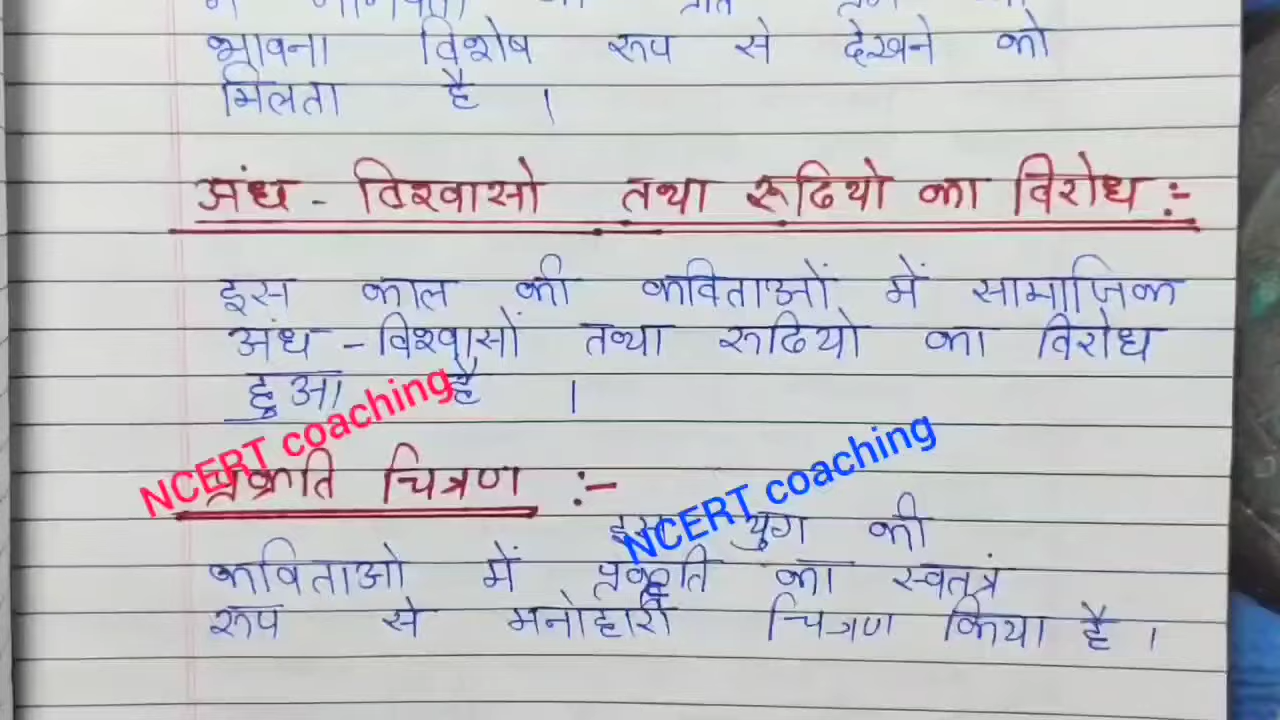 भावना विशेष रूप से देखने को
मिलता है ।
अंध - विश्वासो तथा रूढियो का विरोध :-
इस काल की कविताओं में सामाजिक
अंध - विश्वासों तथा रूढियो का विरोध
हुआ है ।
NCERT coaching
प्रकृति चित्रण :-
NCERT coaching
इस युग की
कविताओ में प्रकृति का स्वतंत्र
रूप से मनोहारी चित्रण किया है ।